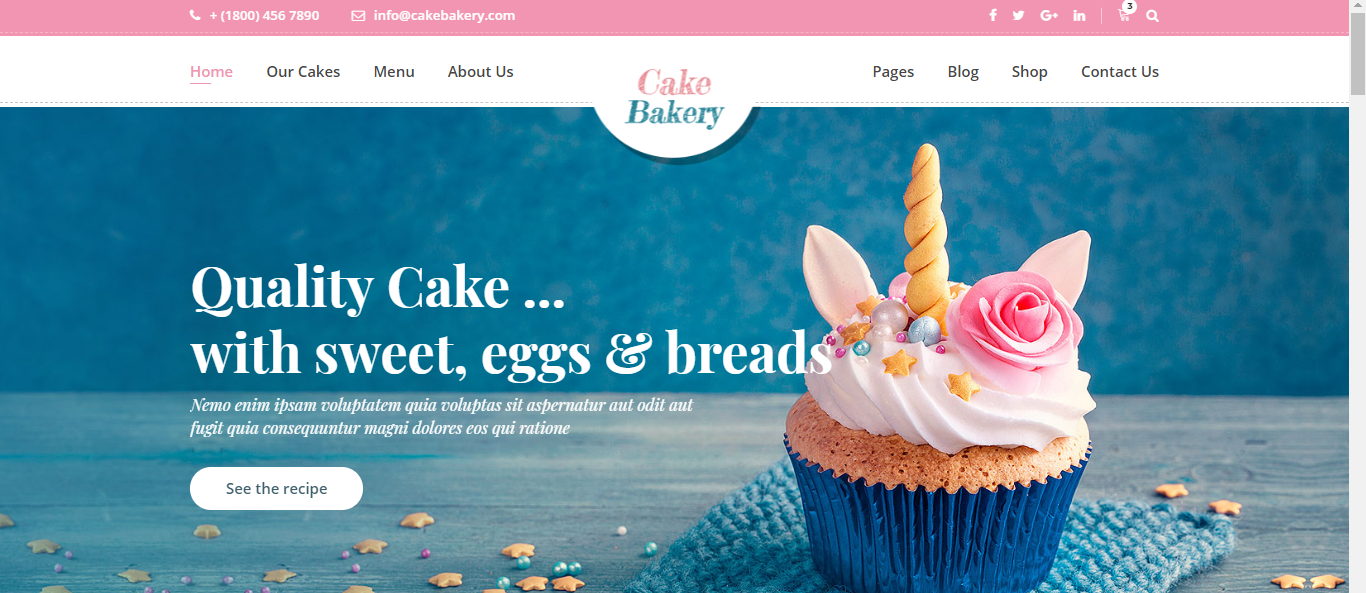 + (1800) 456 7890 info@cakebakery.com 3
Home Our Cakes Menu About Us Cake Bakery Pages Blog Shop Contact Us
Quality Cake ...
with sweet, eggs & breads
Nemo enim ipsam voluptatem quia voluptas sit aspernatur aut odit aut
fugit quia consequuntur magni dolores eos qui ratione
See the recipe